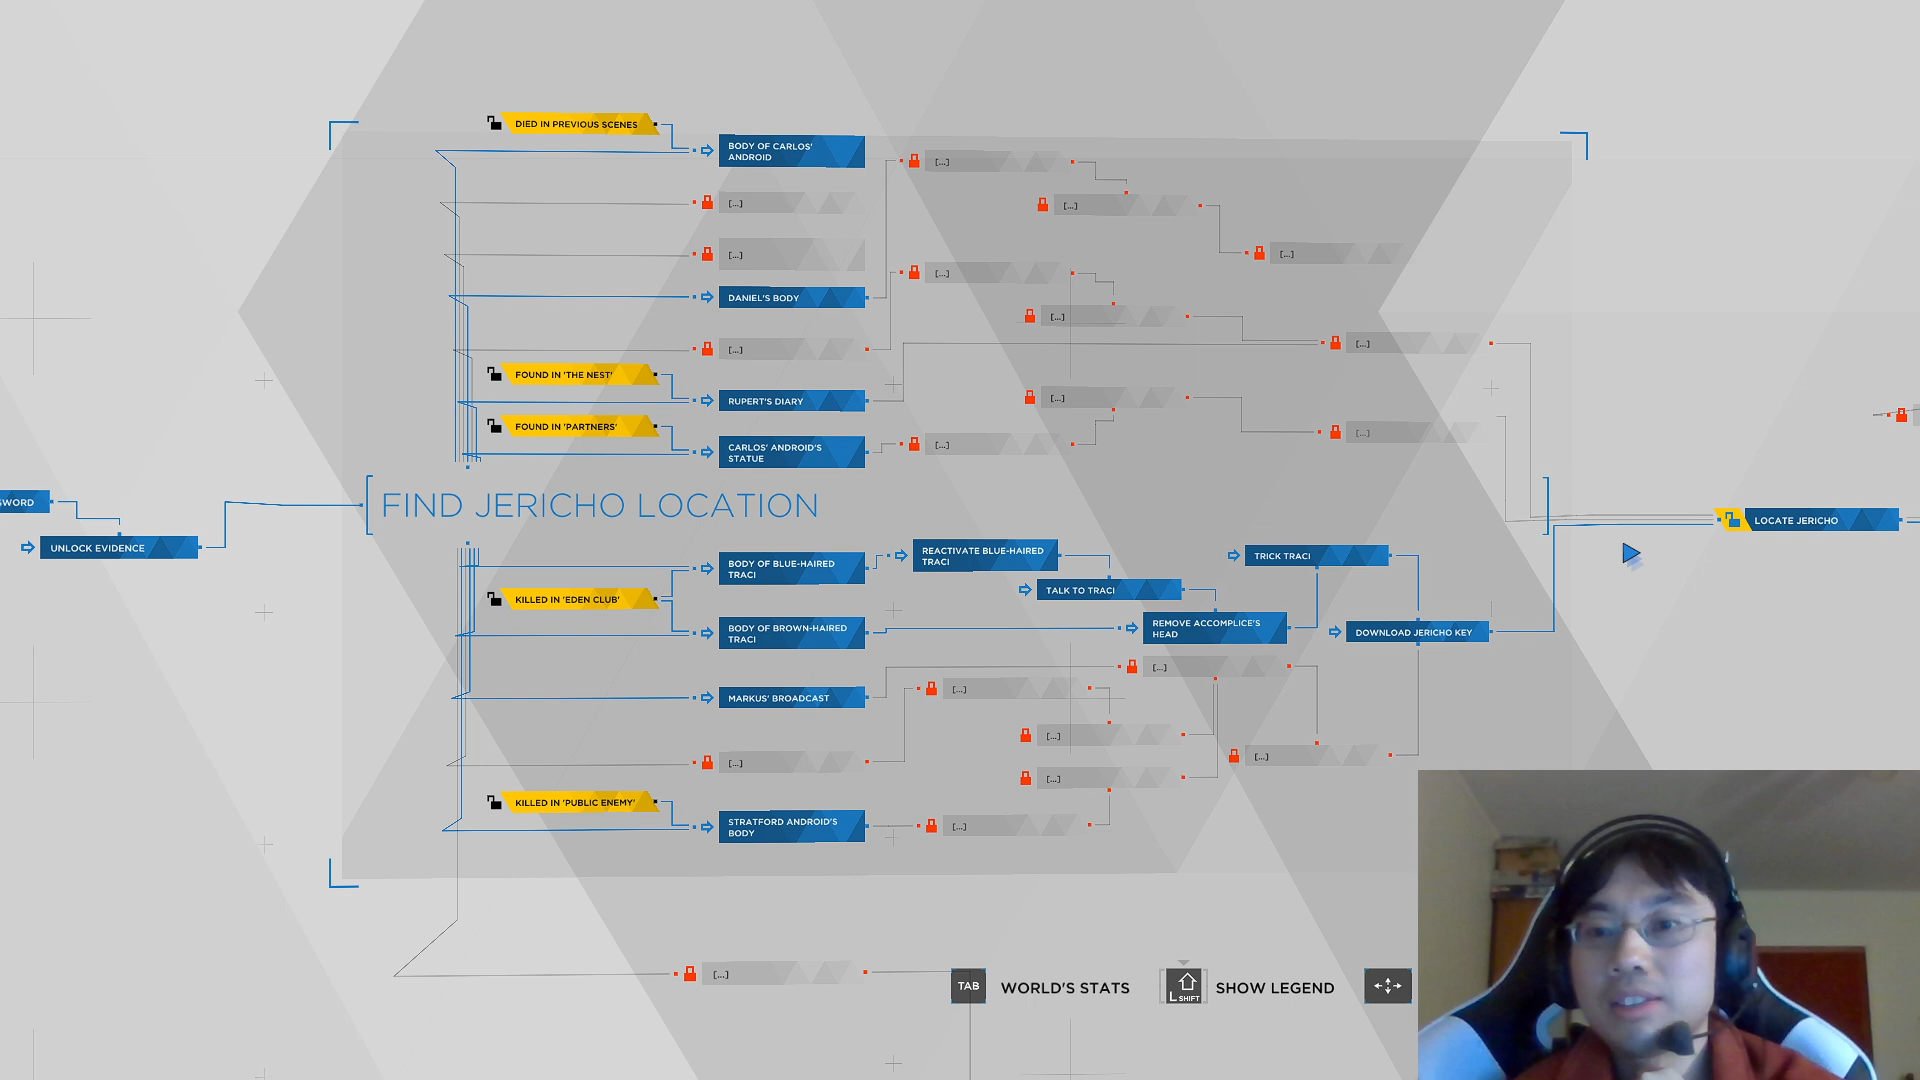 DIED IN PREVIOUS SCENES
BODY OF CARLOS'
ANDROID
[...]
[...]
[...]
[...]
[...]
DANIEL'S BODY
[...]
[...]
[...]
[...]
FOUND IN 'THE NEST'
RUPERT'S DIARY
[...]
FOUND IN 'PARTNERS'
CARLOS' ANDROID'S
STATUE
[...]
[...]
SWORD
UNLOCK EVIDENCE
FIND JERICHO LOCATION
LOCATE JERICHO
BODY OF BLUE-HAIRED
TRACI
REACTIVATE BLUE-HAIRED
TRACI
TRICK TRACI
TALK TO TRACI
KILLED IN 'EDEN CLUB'
BODY OF BROWN-HAIRED
TRACI
REMOVE ACCOMPLICE'S
HEAD
DOWNLOAD JERICHO KEY
[...]
MARKUS' BROADCAST
[...]
[...]
[...]
[...]
[...]
KILLED IN 'PUBLIC ENEMY'
STRATFORD ANDROID'S
BODY
[...]
[...]
TAB
WORLD'S STATS
L SHIFT
SHOW LEGEND